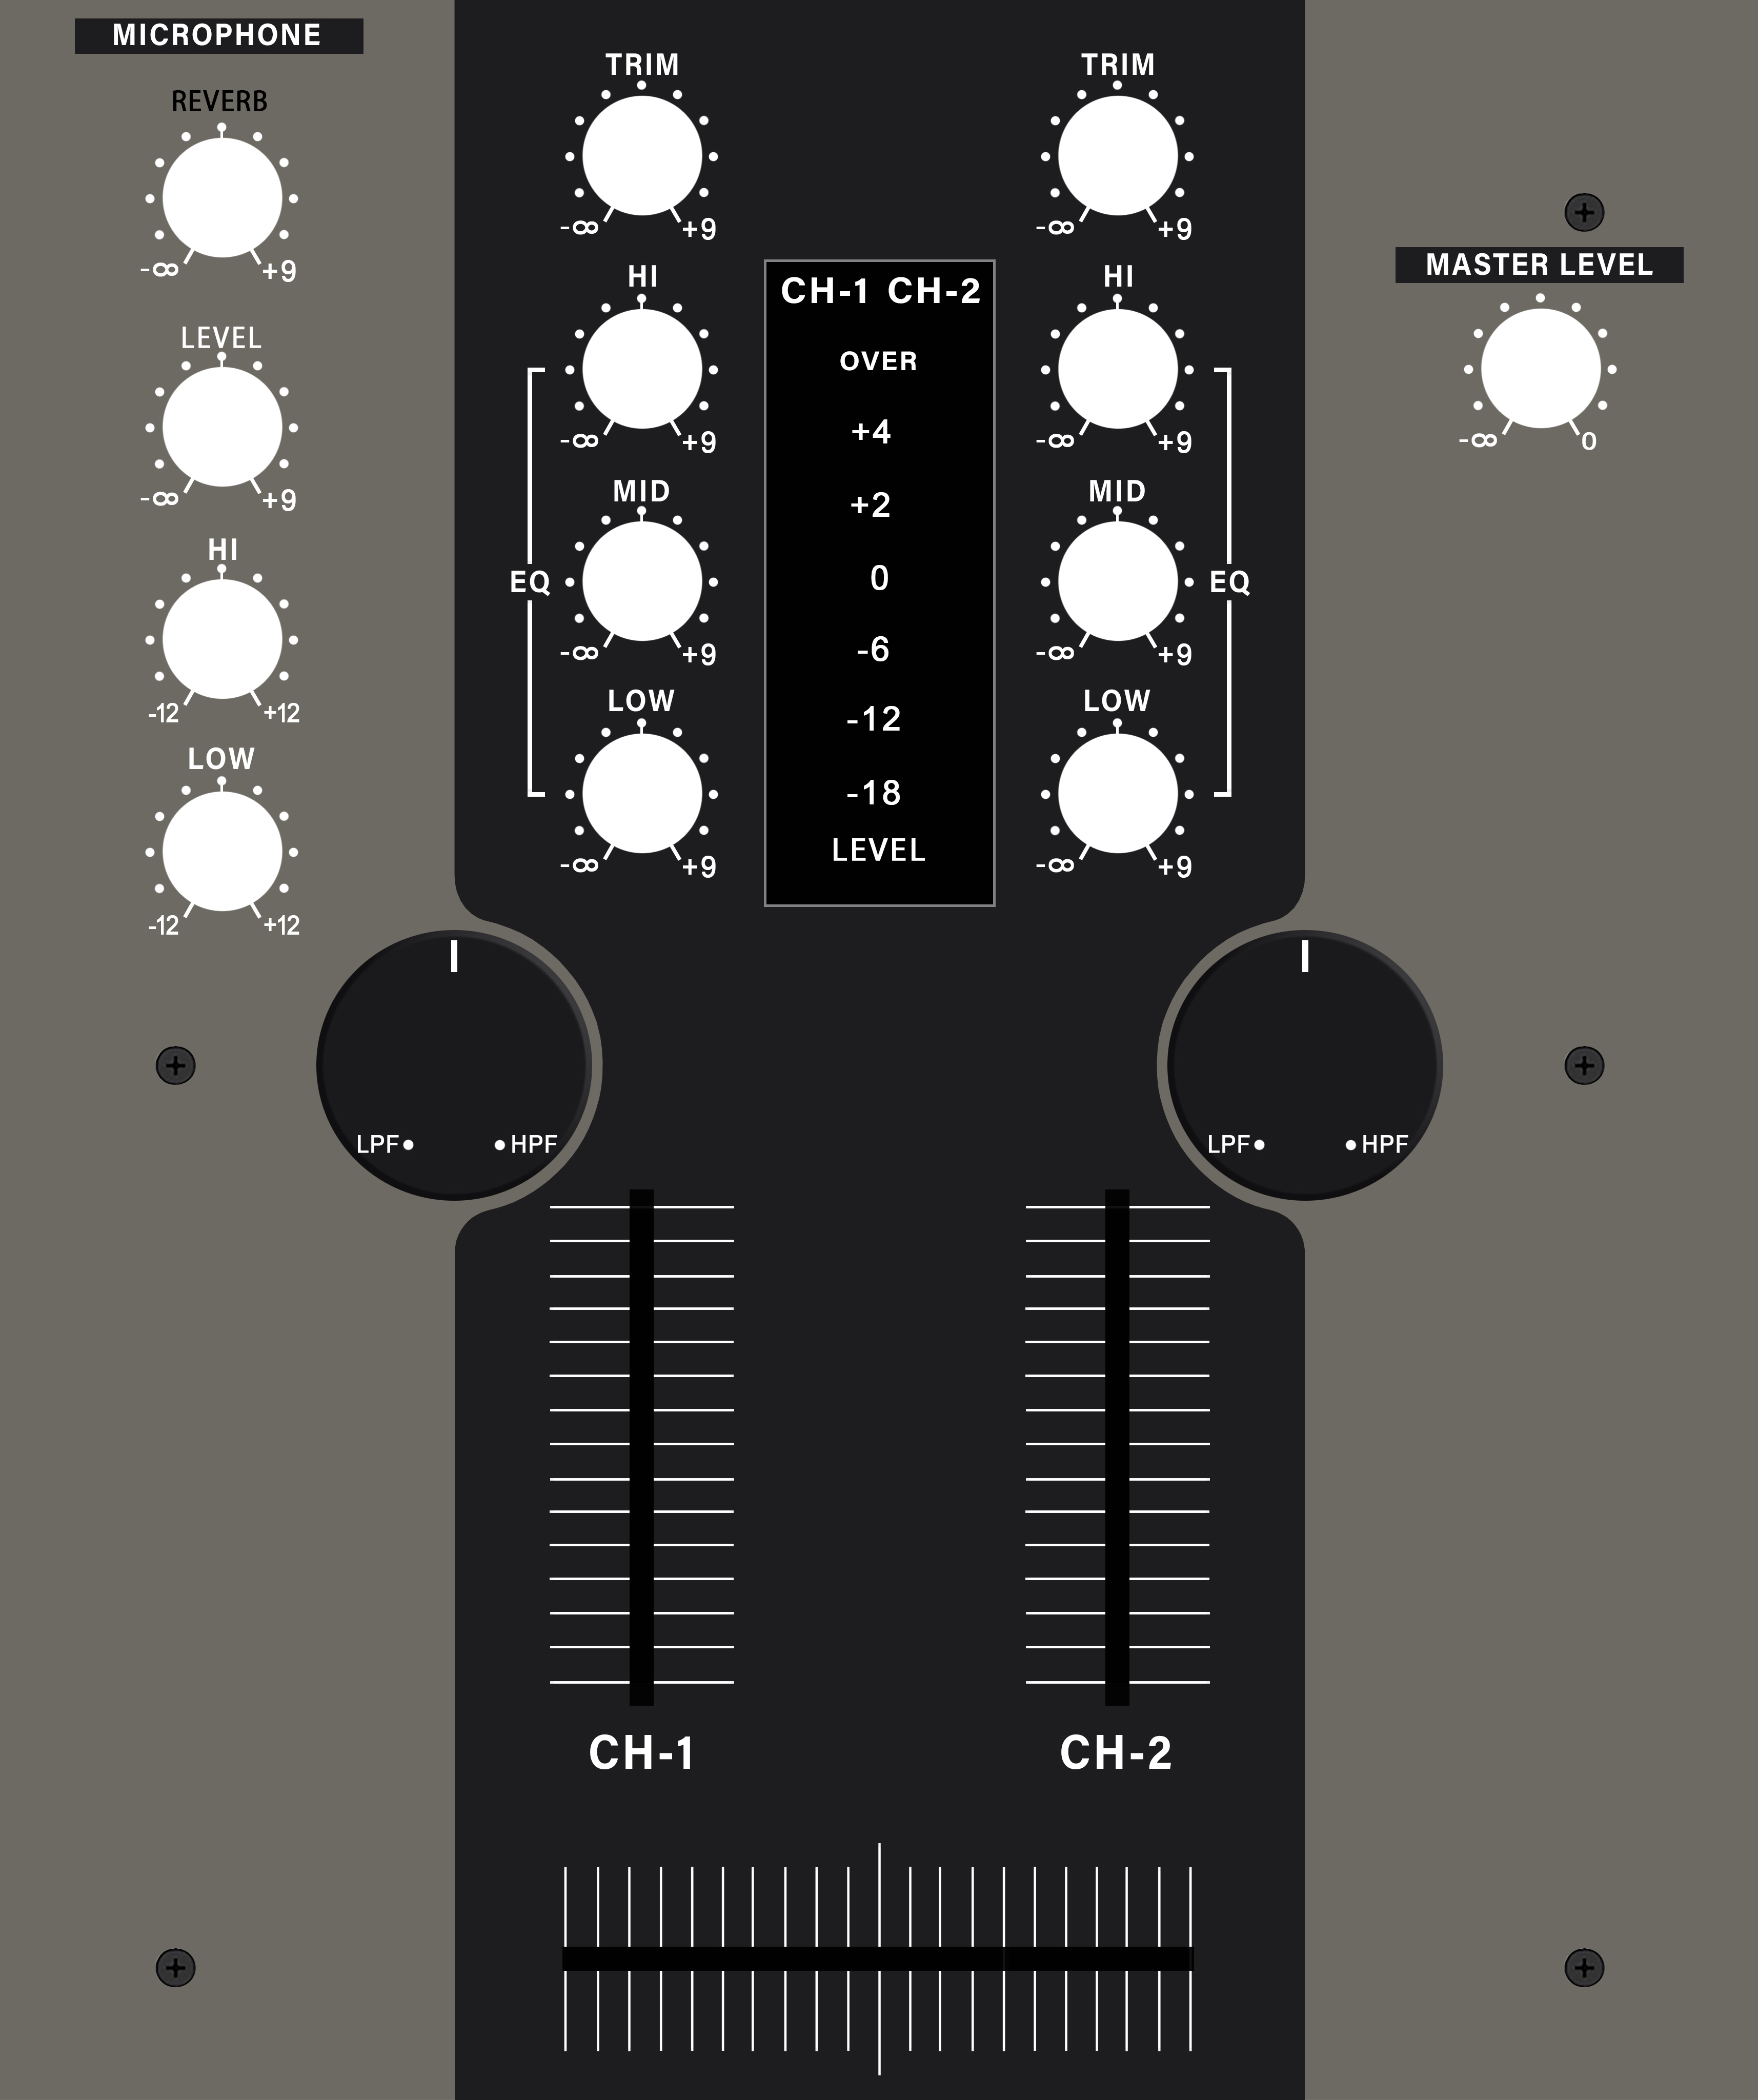 MICROPHONE
REVERB
-∞ +9
LEVEL
-∞ +9
HI
-12 +12
LOW
-12 +12
TRIM
-∞ +9
HI
-∞ +9
EQ
MID
-∞ +9
LOW
-∞ +9
CH-1 CH-2
OVER
+4
+2
0
-6
-12
-18
LEVEL
TRIM
-∞ +9
HI
-∞ +9
MID
EQ
-∞ +9
LOW
-∞ +9
MASTER LEVEL
-∞ 0
LPF HPF
LPF HPF
CH-1
CH-2